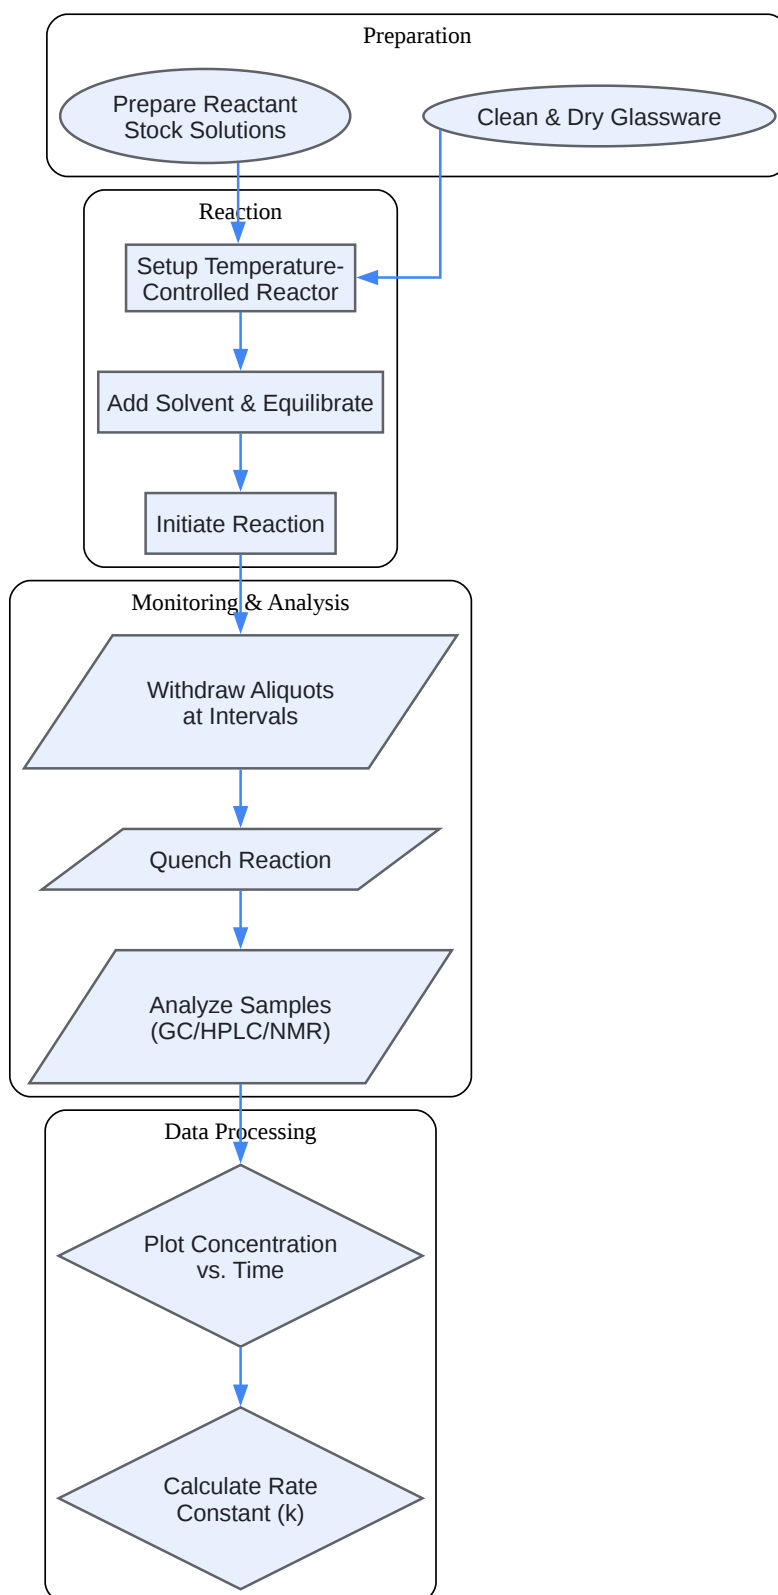 Preparation
Prepare Reactant
Stock Solutions
Clean & Dry Glassware
Reaction
Setup Temperature-
Controlled Reactor
Add Solvent & Equilibrate
Initiate Reaction
Monitoring & Analysis
Withdraw Aliquots
at Intervals
Quench Reaction
Analyze Samples
(GC/HPLC/NMR)
Data Processing
Plot Concentration
vs. Time
Calculate Rate
Constant (k)